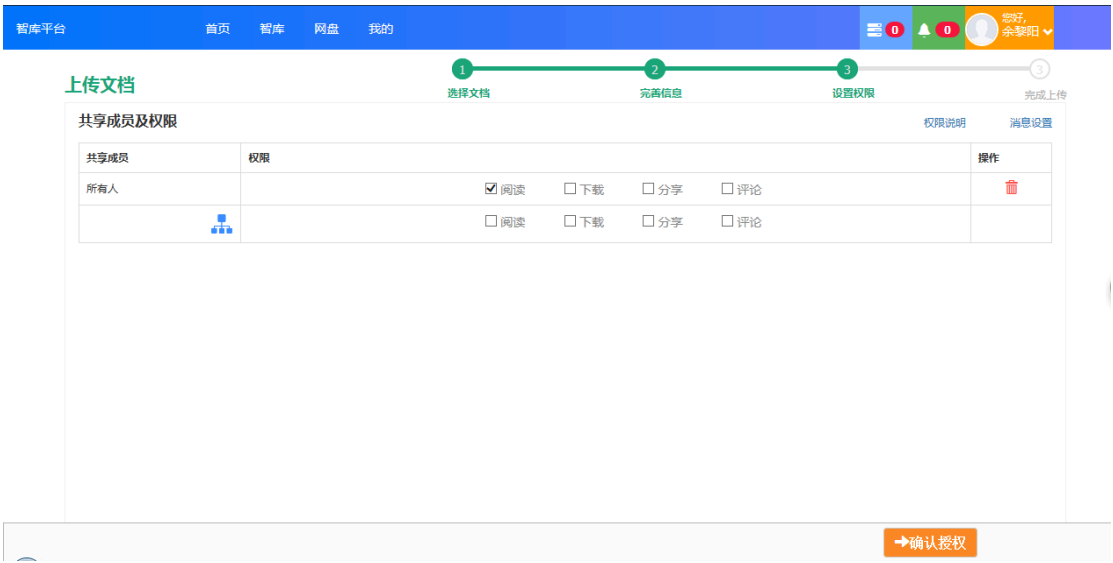 智库平台 首页 智库 网盘 我的 0 0 您好,
余黎阳
上传文档
1 2 3 3
选择文档 完善信息 设置权限 完成上传
共享成员及权限 权限说明 消息设置
共享成员 权限 操作
所有人 阅读 下载 分享 评论
阅读 下载 分享 评论
确认授权